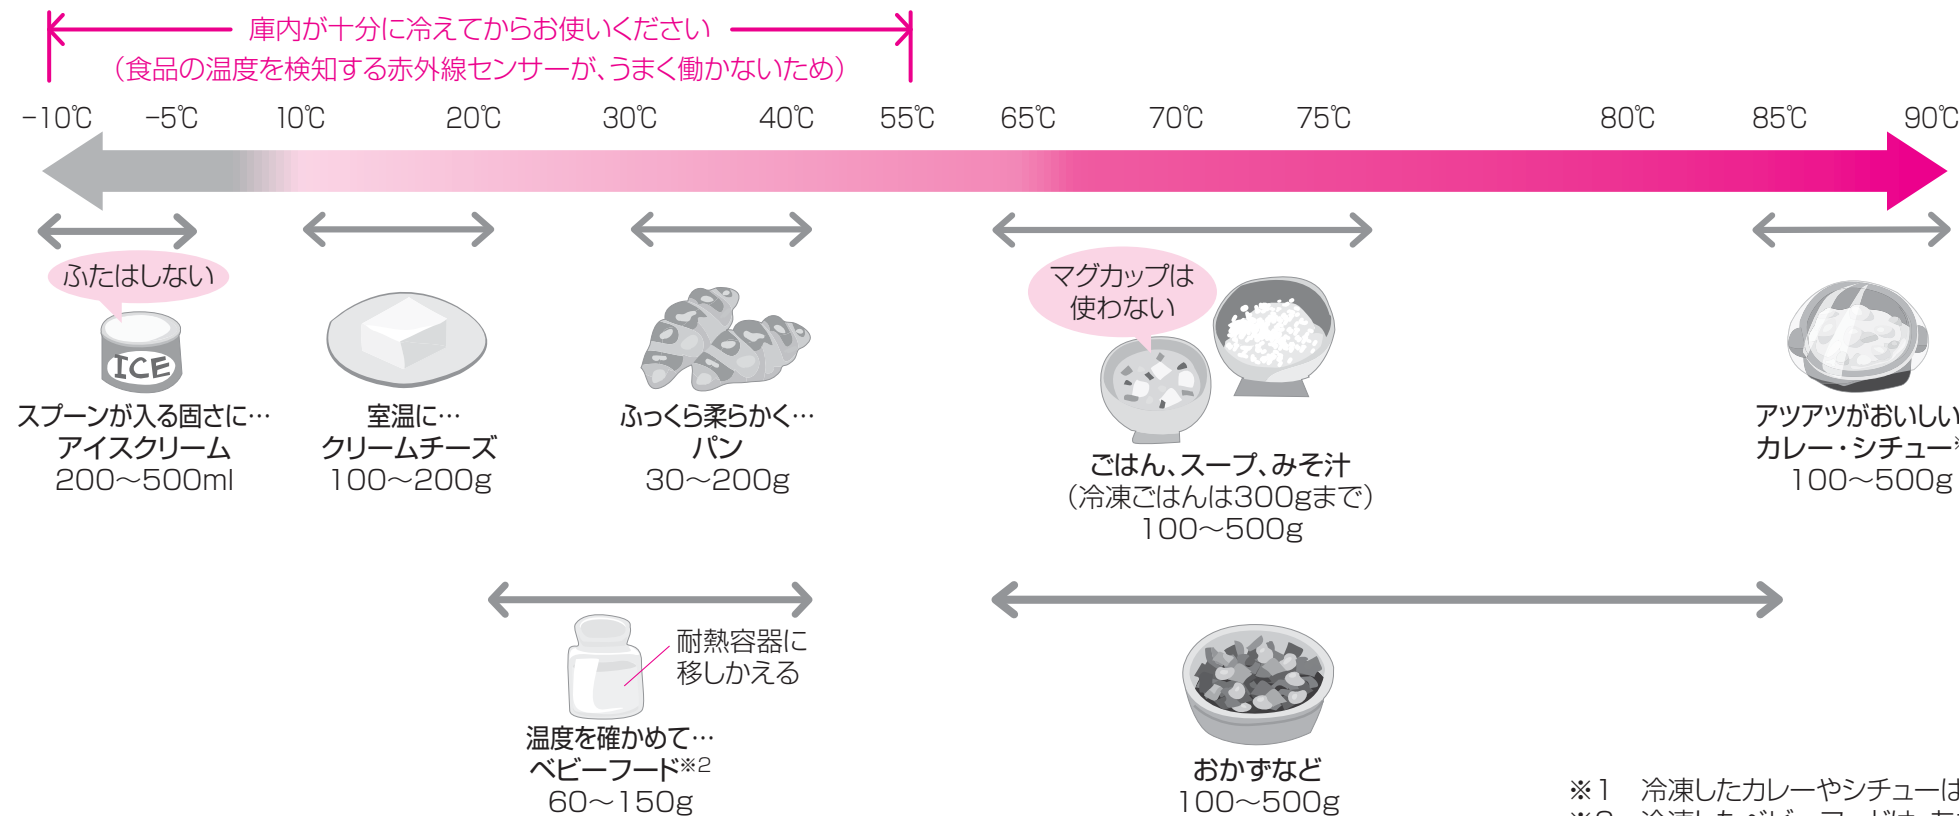 庫内が十分に冷えてからお使いください
（食品の温度を検知する赤外線センサーが、うまく働かないため）
−10℃ −5℃ 10℃ 20℃ 30℃ 40℃ 55℃ 65℃ 70℃ 75℃ 80℃ 85℃ 90℃
ふたはしない
ICE
スプーンが入る固さに…
アイスクリーム
200〜500ml
室温に…
クリームチーズ
100〜200g
ふっくら柔らかく…
パン
30〜200g
マグカップは
使わない
ごはん、スープ、みそ汁
（冷凍ごはんは300gまで）
100〜500g
アツアツがおいしい
カレー・シチュー※
100〜500g
耐熱容器に
移しかえる
温度を確かめて…
ベビーフード※2
60〜150g
おかずなど
100〜500g
※1 冷凍したカレーやシチューは